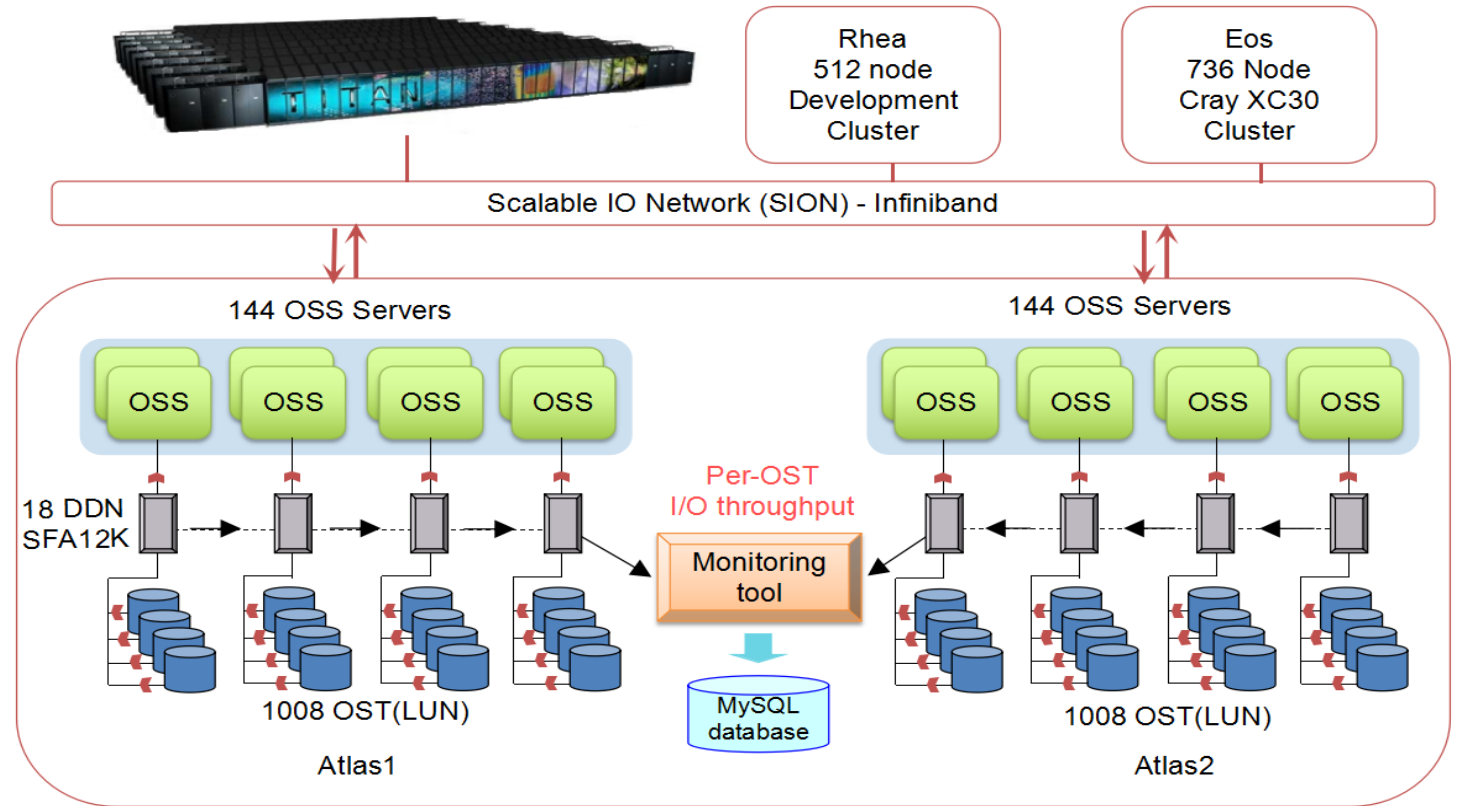 TITAN
Rhea
512 node
Development
Cluster
Eos
736 Node
Cray XC30
Cluster
Scalable IO Network (SION) - Infiniband
144 OSS Servers
144 OSS Servers
OSS
OSS
OSS
OSS
OSS
OSS
OSS
OSS
18 DDN
SFA12K
Per-OST
I/O throughput
Monitoring
tool
MySQL
database
1008 OST(LUN)
1008 OST(LUN)
Atlas1
Atlas2